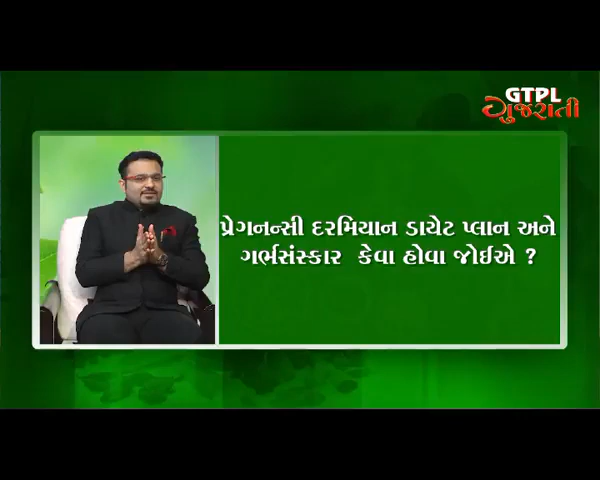 GTPL
ગુજરાતી
પ્રેગનન્સી દરમિયાન ડાયેટ પ્લાન અને
ગર્ભસંસ્કાર કેવા હોવા જોઈએ ?